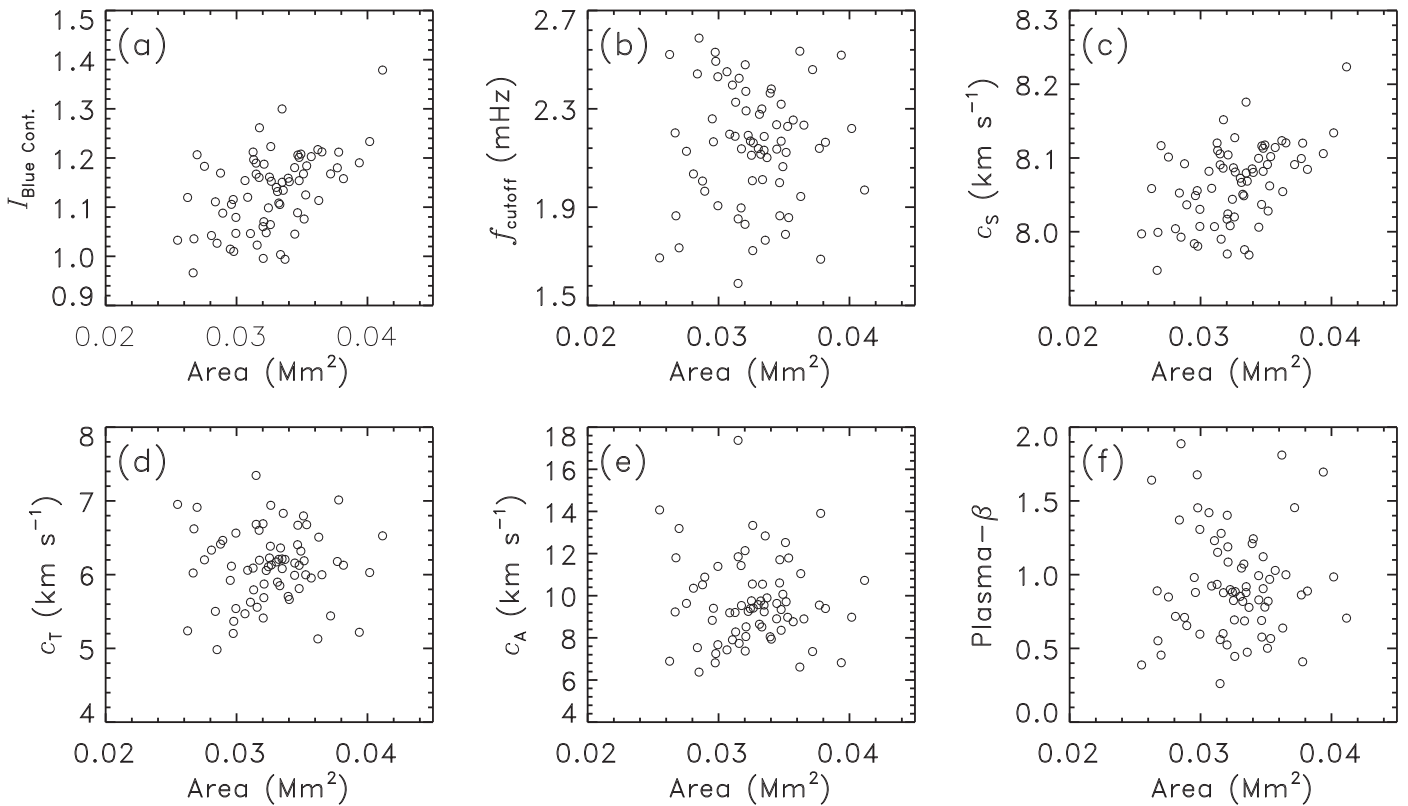 (a)
1.5
1.4
1.3
1.2
1.1
1.0
0.9
I Blue Cont.
0.02 0.03 0.04
Area (Mm²)
(b)
2.7
2.3
1.9
1.5
f cutoff (mHz)
0.02 0.03 0.04
Area (Mm²)
(c)
8.3
8.2
8.1
8.0
c S (km s⁻¹)
0.02 0.03 0.04
Area (Mm²)
(d)
8
7
6
5
4
c T (km s⁻¹)
0.02 0.03 0.04
Area (Mm²)
(e)
18
16
14
12
10
8
6
4
c A (km s⁻¹)
0.02 0.03 0.04
Area (Mm²)
(f)
2.0
1.5
1.0
0.5
0.0
Plasma−β
0.02 0.03 0.04
Area (Mm²)